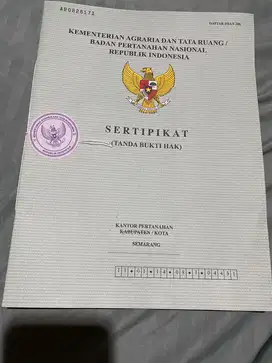 KEMENTERIAN AGRARIA DAN TATA RUANG /
BADAN PERTANAHAN NASIONAL
REPUBLIK INDONESIA
SERTIPIKAT
(TANDA BUKTI HAK)
KANTOR PERTANAHAN
KABUPATEN / KOTA
SEMARANG